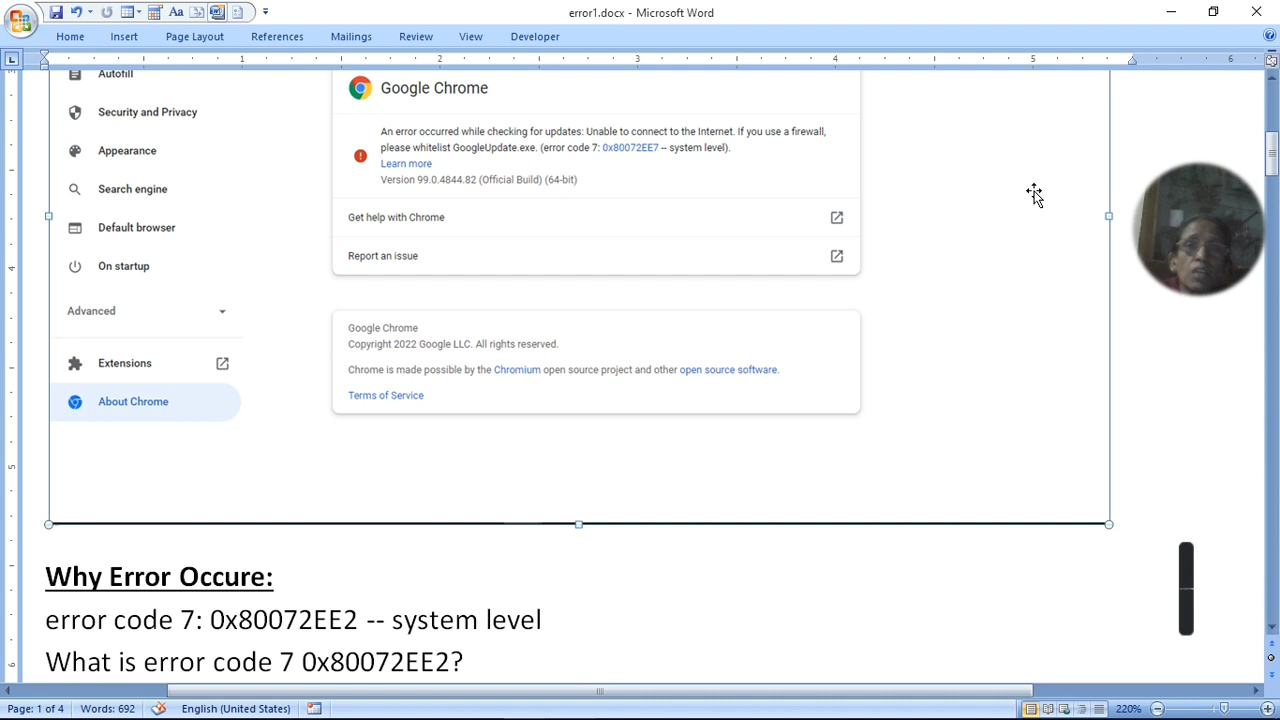 error1.docx - Microsoft Word
Home Insert Page Layout References Mailings Review View Developer
1 2 3 4 5 6
Autofill
Google Chrome
Security and Privacy
An error occurred while checking for updates: Unable to connect to the Internet. If you use a firewall,
please whitelist GoogleUpdate.exe. (error code 7: 0x80072EE7 -- system level).
Learn more
Version 99.0.4844.82 (Official Build) (64-bit)
Appearance
Search engine
Get help with Chrome
Default browser
Report an issue
On startup
Advanced
Google Chrome
Copyright 2022 Google LLC. All rights reserved.
Chrome is made possible by the Chromium open source project and other open source software.
Terms of Service
Extensions
About Chrome
Why Error Occure:
error code 7: 0x80072EE2 -- system level
What is error code 7 0x80072EE2?
Page: 1 of 4 Words: 692 English (United States) 220%